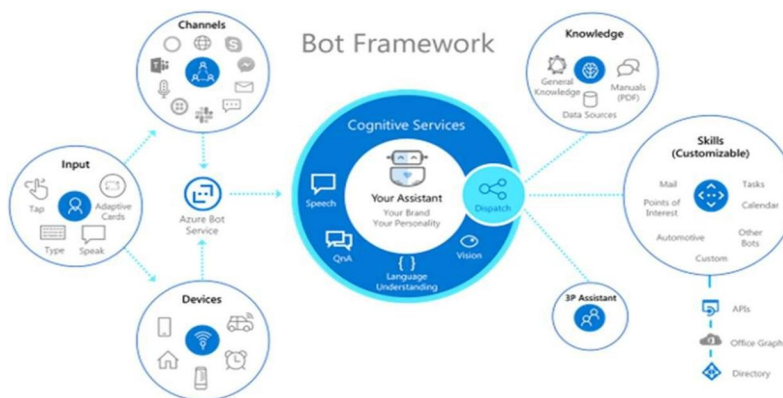 Bot Framework
Channels
Input
Tap
Adaptive
Cards
Type
Speak
Azure Bot
Service
Devices
Cognitive Services
Your Assistant
Your Brand
Your Personality
Speech
QnA
{ }
Language
Understanding
Vision
Dispatch
Knowledge
General
Knowledge
Manuals
(PDF)
Data Sources
Skills
(Customizable)
Mail
Tasks
Points of
Interest
Calendar
Automotive
Other
Bots
Custom
3P Assistant
APIs
Office Graph
Directory